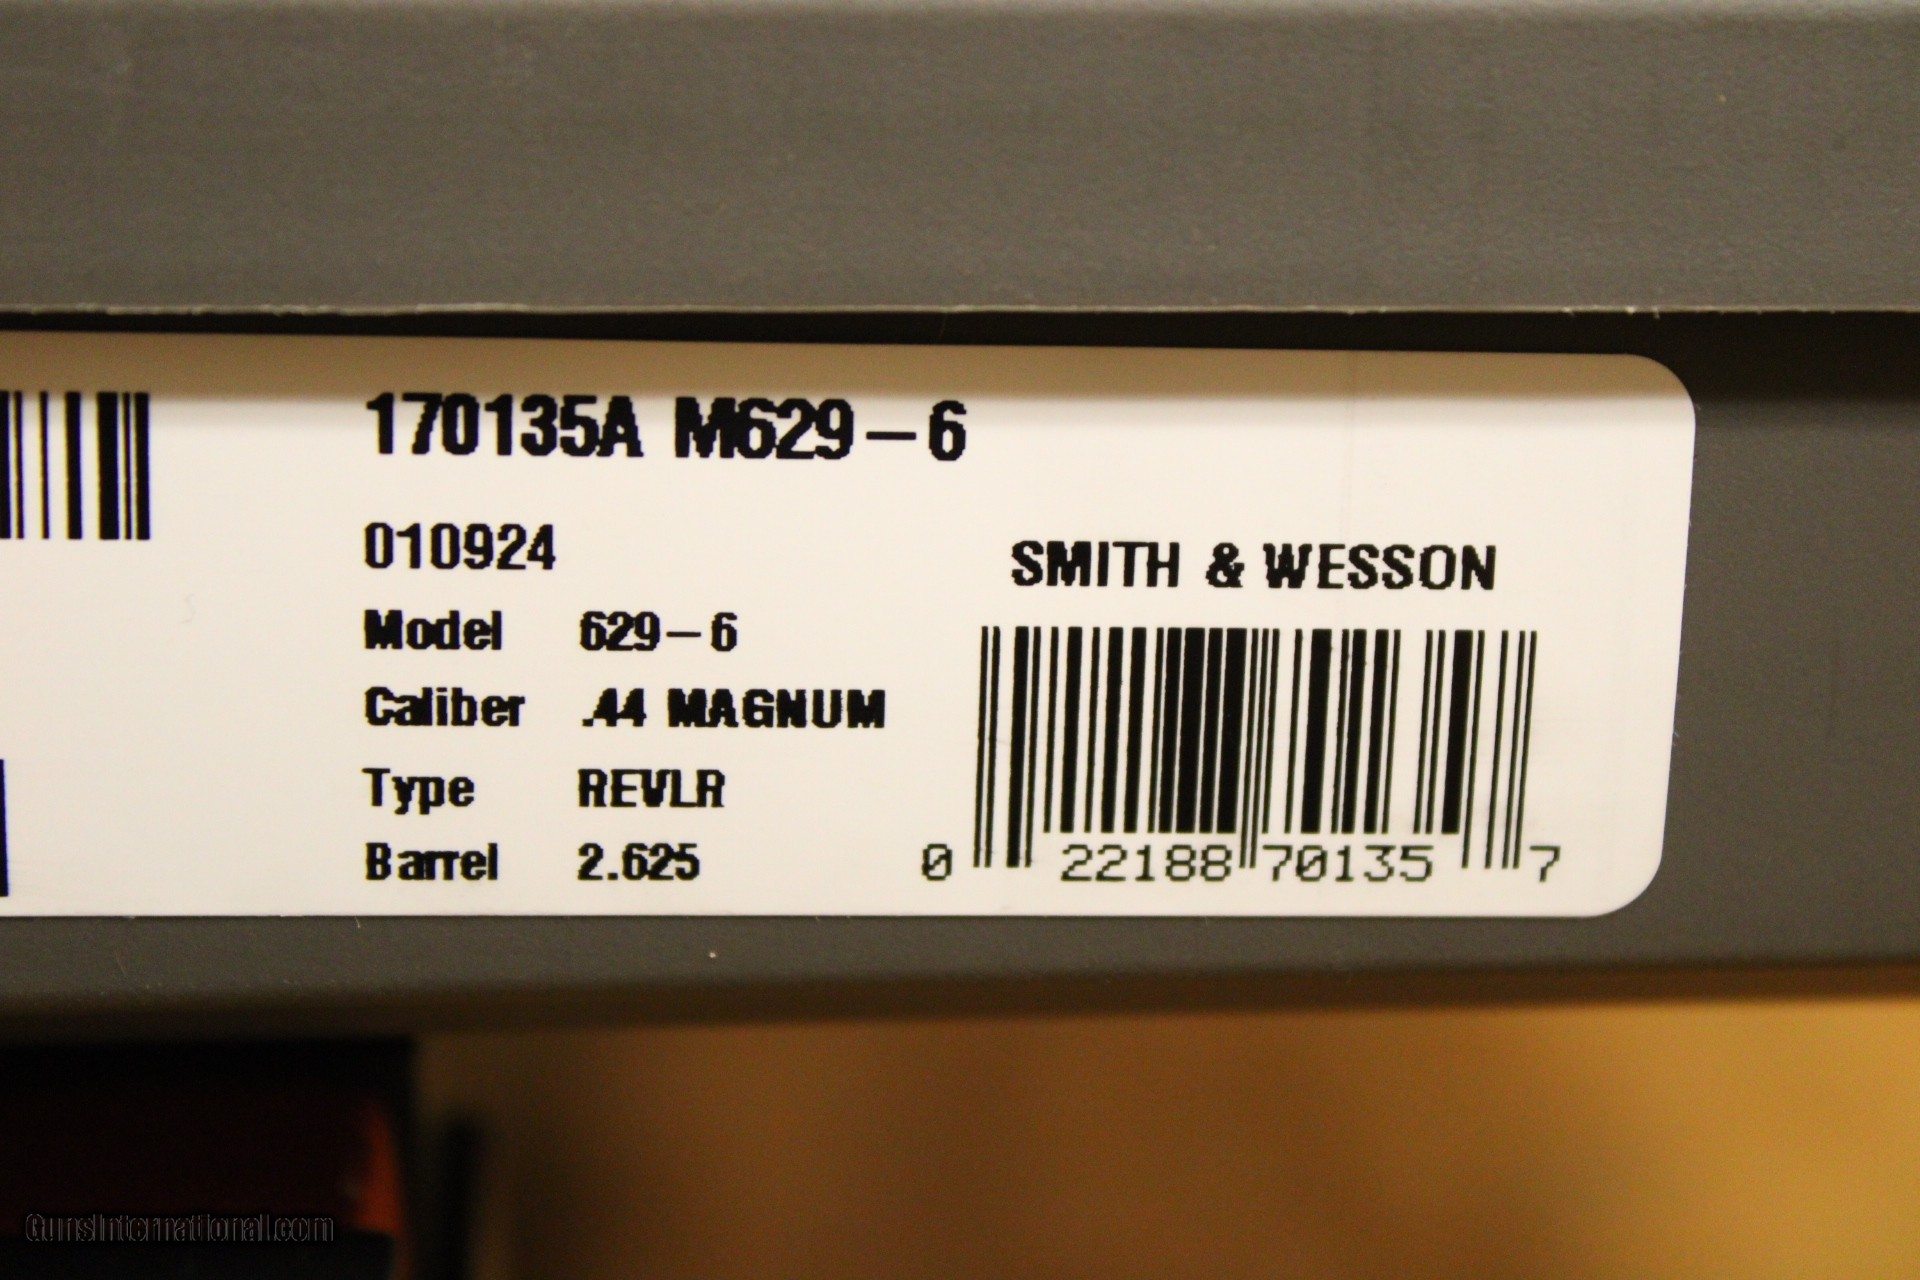 170135A M629-6
010924
Model 629-6
Caliber .44 MAGNUM
Type REVLR
Barrel 2.625
SMITH & WESSON
0 22188 70135 7
GunsInternational.com